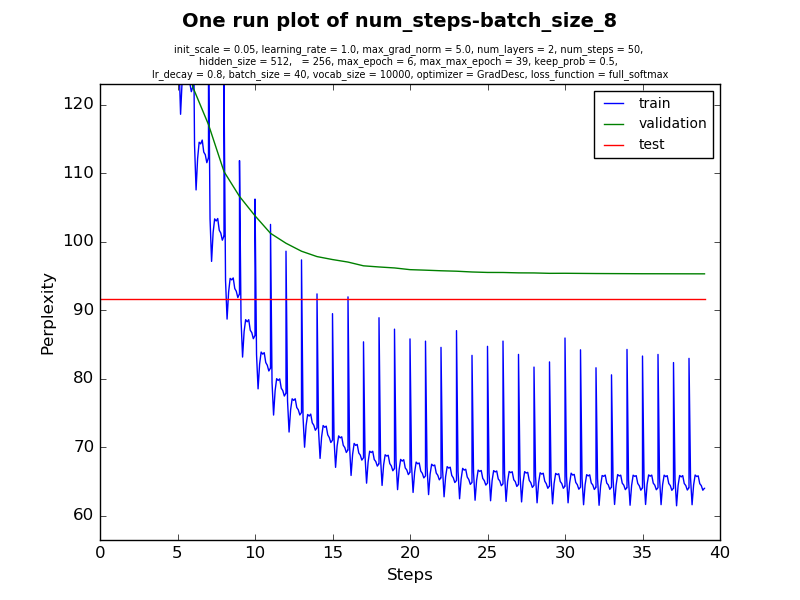 One run plot of num_steps-batch_size_8
init_scale = 0.05, learning_rate = 1.0, max_grad_norm = 5.0, num_layers = 2, num_steps = 50,
hidden_size = 512,   = 256, max_epoch = 6, max_max_epoch = 39, keep_prob = 0.5,
lr_decay = 0.8, batch_size = 40, vocab_size = 10000, optimizer = GradDesc, loss_function = full_softmax
train
validation
test
120
110
100
90
80
70
60
Perplexity
0 5 10 15 20 25 30 35 40
Steps